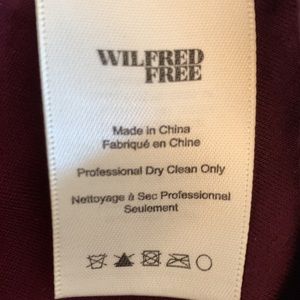 WILFRED
FREE
Made in China
Fabriqué en Chine
Professional Dry Clean Only
Nettoyage à Sec Professionnel
Seulement